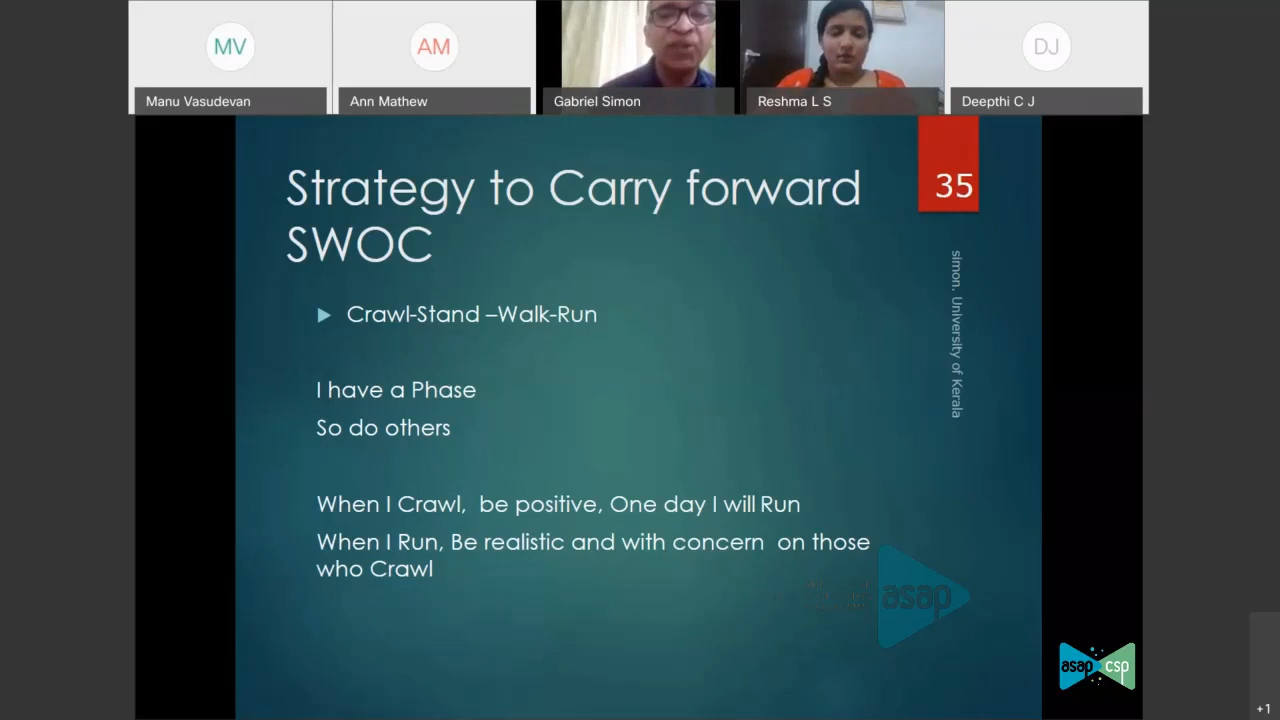 MV
AM
DJ
Manu Vasudevan
Ann Mathew
Gabriel Simon
Reshma L S
Deepthi C J
35
Strategy to Carry forward
SWOC
simon. University of Kerala
Crawl-Stand –Walk-Run
I have a Phase
So do others
When I Crawl,  be positive, One day I will Run
When I Run, Be realistic and with concern  on those
who Crawl
asap
asap csp
+1